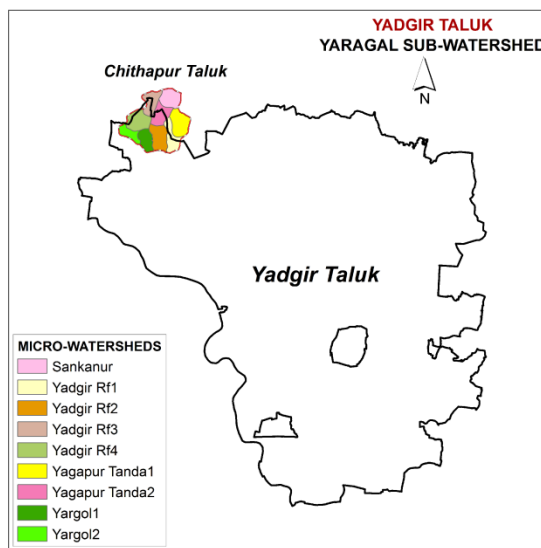 YADGIR TALUK
YARAGAL SUB-WATERSHED
Chithapur Taluk
N
Yadgir Taluk
MICRO-WATERSHEDS
Sankanur
Yadgir Rf1
Yadgir Rf2
Yadgir Rf3
Yadgir Rf4
Yagapur Tanda1
Yagapur Tanda2
Yargol1
Yargol2